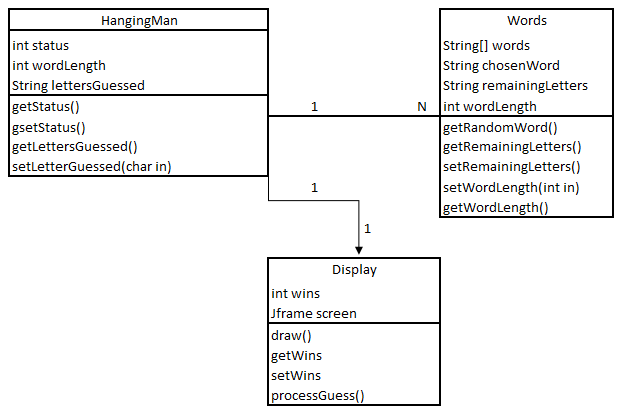 HangingMan
int status
int wordLength
String lettersGuessed
getStatus()
gsetStatus()
getLettersGuessed()
setLetterGuessed(char in)
1
N
Words
String[] words
String chosenWord
String remainingLetters
int wordLength
getRandomWord()
getRemainingLetters()
setRemainingLetters()
setWordLength(int in)
getWordLength()
1
1
Display
int wins
Jframe screen
draw()
getWins
setWins
processGuess()